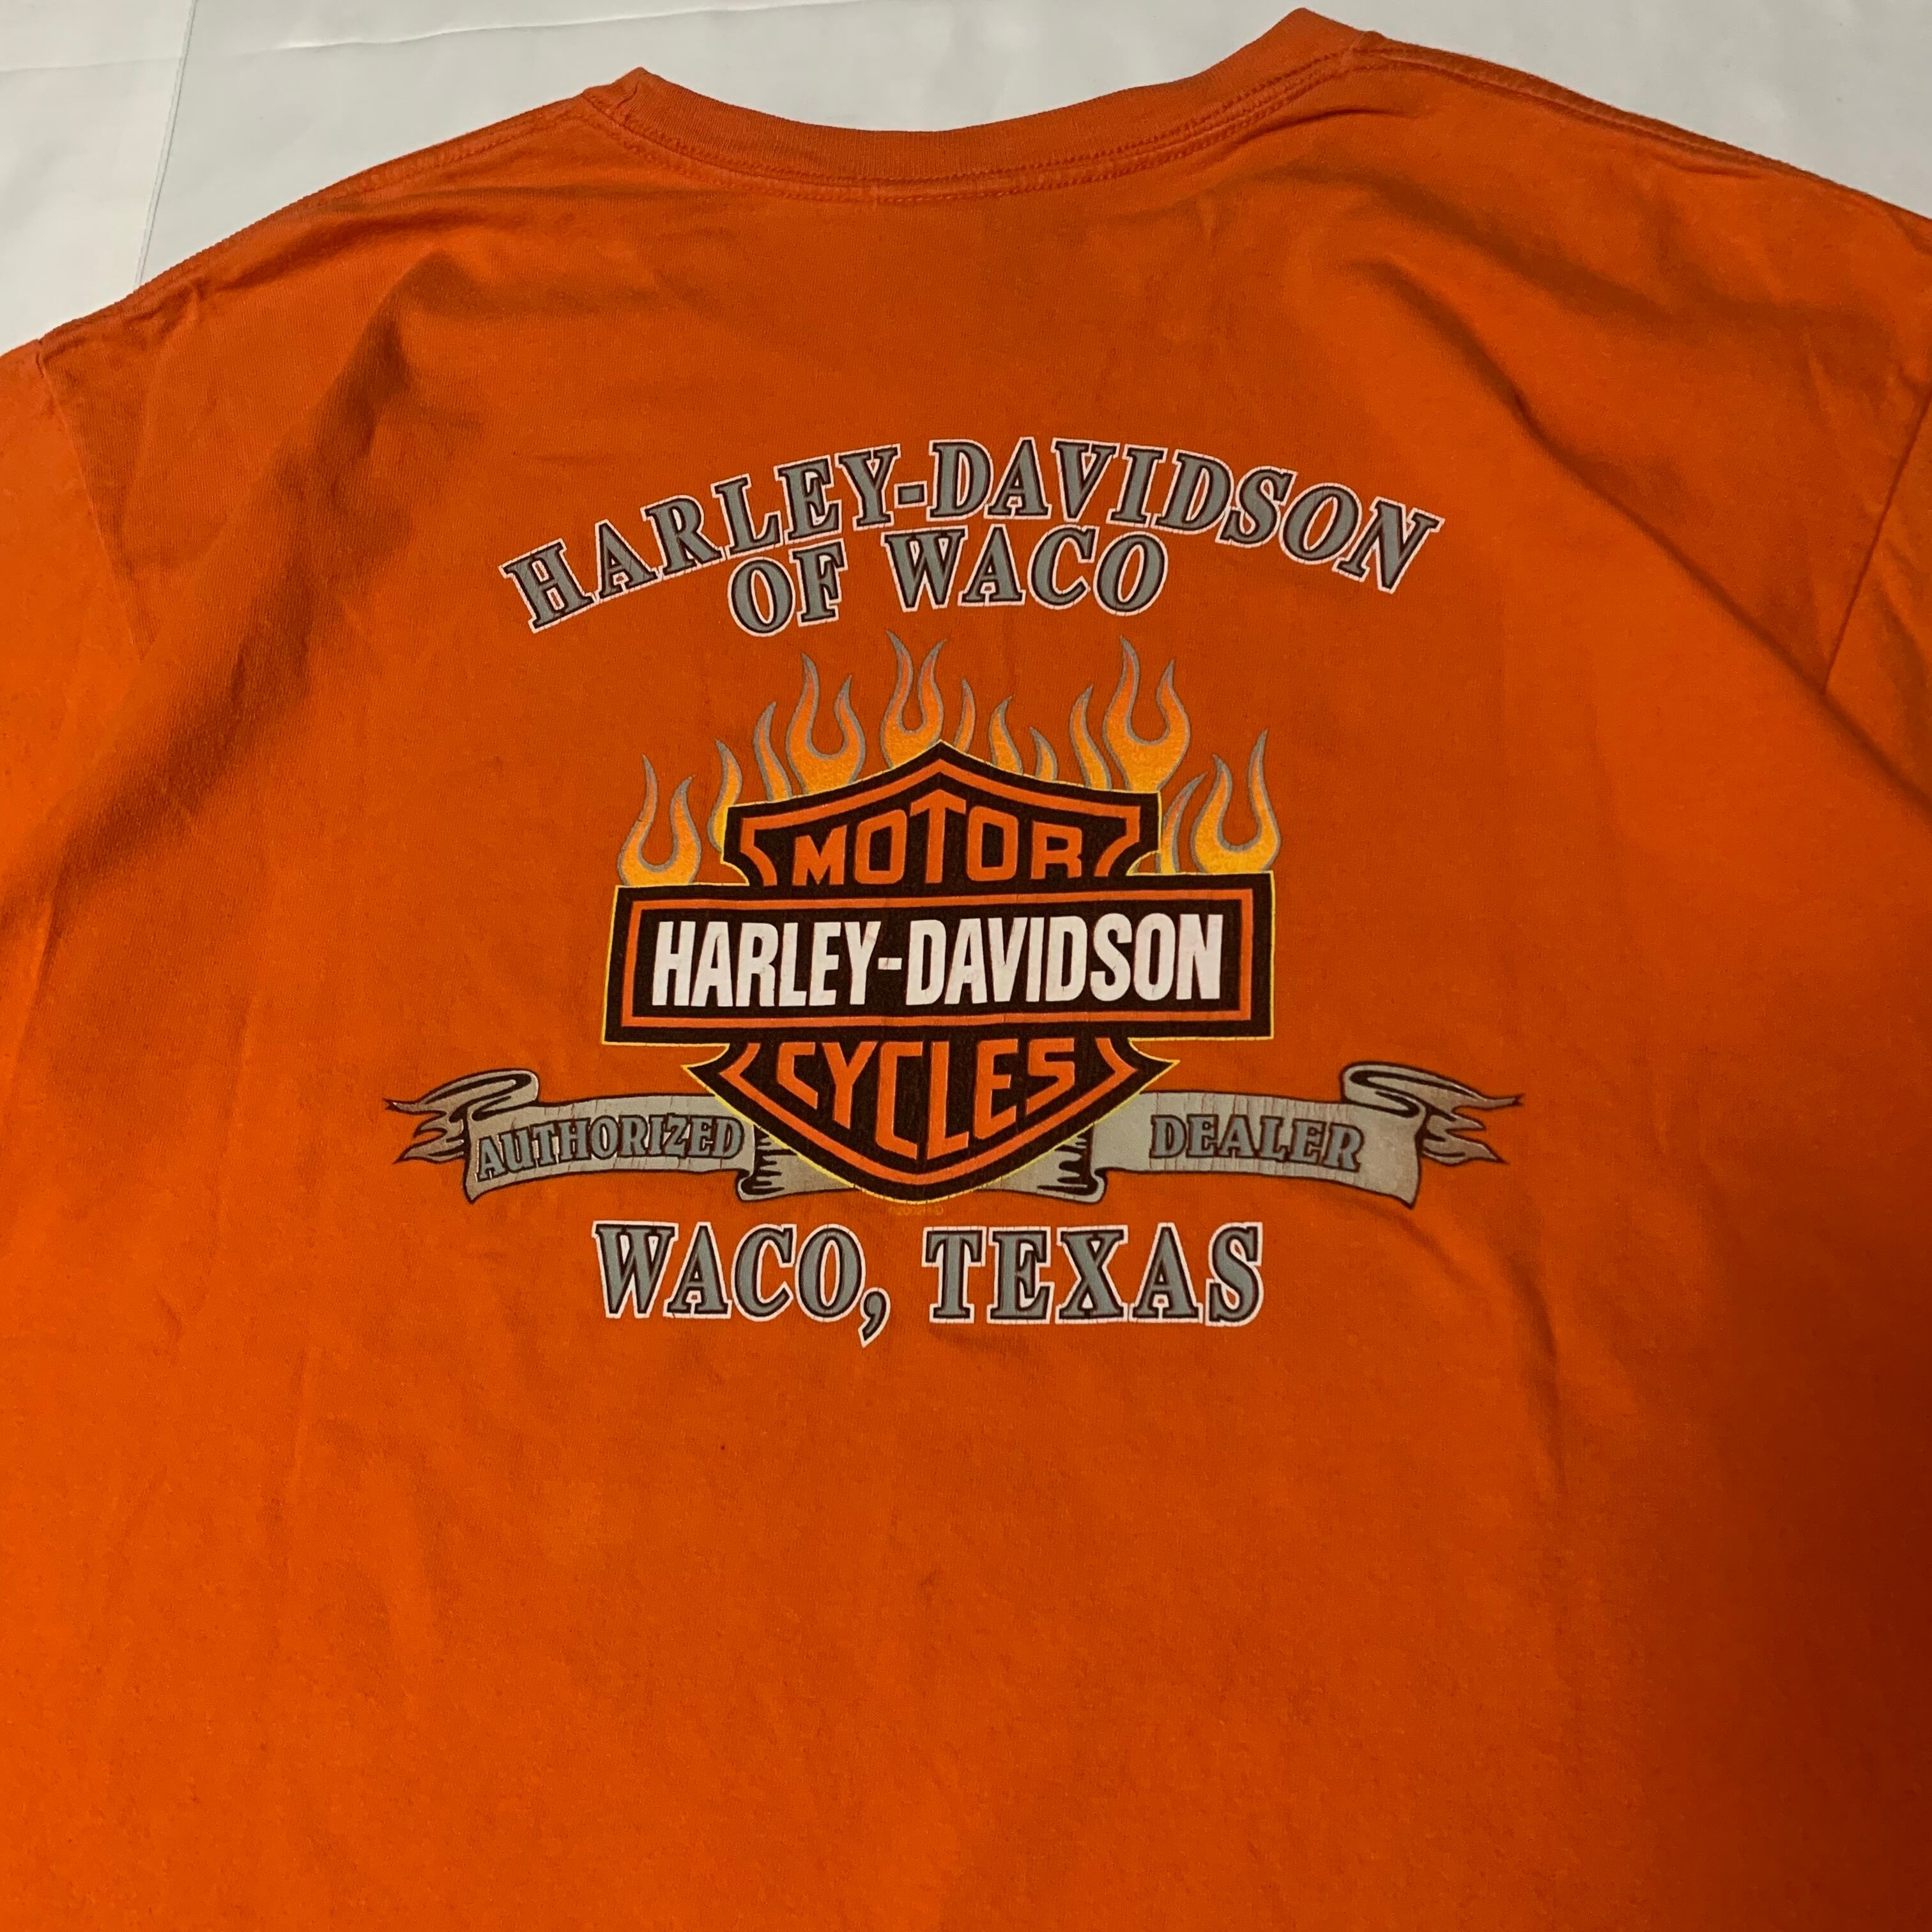 HARLEY-DAVIDSON
OF WACO
MOTOR
HARLEY-DAVIDSON
CYCLES
AUTHORIZED DEALER
WACO, TEXAS